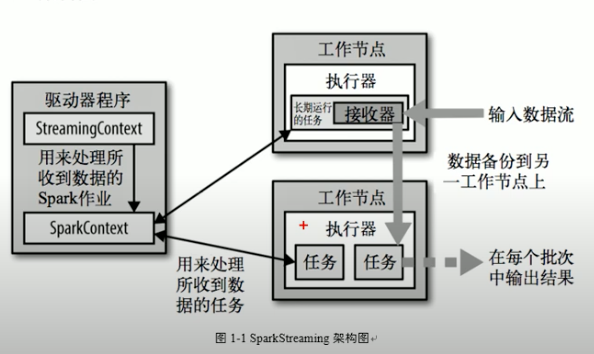 驱动器程序
StreamingContext
用来处理所
收到数据的
Spark作业
SparkContext
用来处理
所收到数
据的任务
工作节点
执行器
长期运行
的任务
接收器
输入数据流
数据备份到另
一工作节点上
工作节点
执行器
任务
任务
在每个批次
中输出结果
图 1-1 SparkStreaming 架构图